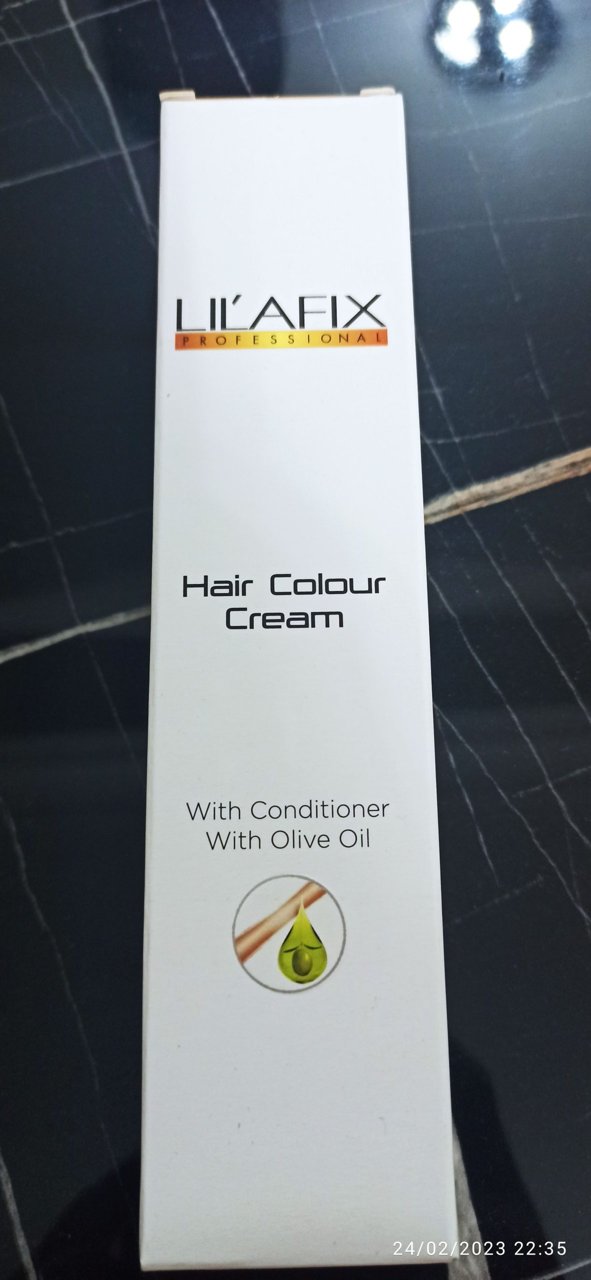 LIL'AFIX
PROFESSIONAL
Hair Colour
Cream
With Conditioner
With Olive Oil
24/02/2023 22:35